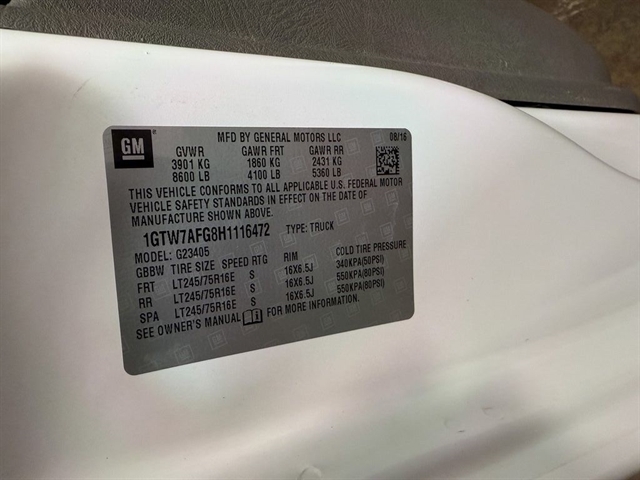 GM
MFD BY GENERAL MOTORS LLC 08/16
GVWR GAWR FRT GAWR RR
3901 KG 1860 KG 2431 KG
8600 LB 4100 LB 5360 LB
THIS VEHICLE CONFORMS TO ALL APPLICABLE U.S. FEDERAL MOTOR
VEHICLE SAFETY STANDARDS IN EFFECT ON THE DATE OF
MANUFACTURE SHOWN ABOVE.
1GTW7AFG8H1116472 TYPE: TRUCK
MODEL: G23405
GBBW TIRE SIZE SPEED RTG RIM COLD TIRE PRESSURE
FRT LT245/75R16E S 16X6.5J 340KPA(50PSI)
RR LT245/75R16E S 16X6.5J 550KPA(80PSI)
SPA LT245/75R16E S 16X6.5J 550KPA(80PSI)
SEE OWNER'S MANUAL FOR MORE INFORMATION.